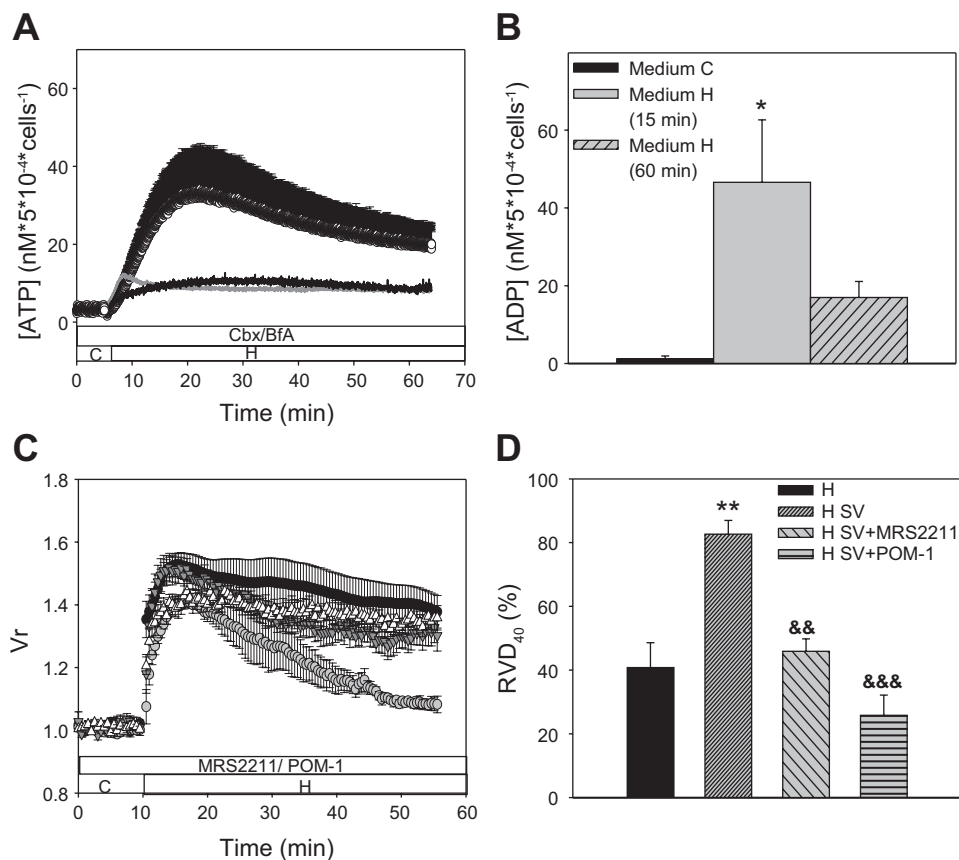 A
[ATP] (nM*5*10⁻⁴*cells⁻¹)
60
40
20
0
Cbx/BfA
C
H
0 10 20 30 40 50 60 70
Time (min)
B
[ADP] (nM*5*10⁻⁴*cells⁻¹)
Medium C
Medium H
(15 min)
Medium H
(60 min)
*
60
40
20
0
C
Vr
1.8
1.6
1.4
1.2
1.0
0.8
MRS2211/ POM-1
C
H
0 10 20 30 40 50 60
Time (min)
D
RVD₄₀ (%)
100
80
60
40
20
0
H
H SV
H SV+MRS2211
H SV+POM-1
**
&&
&&&